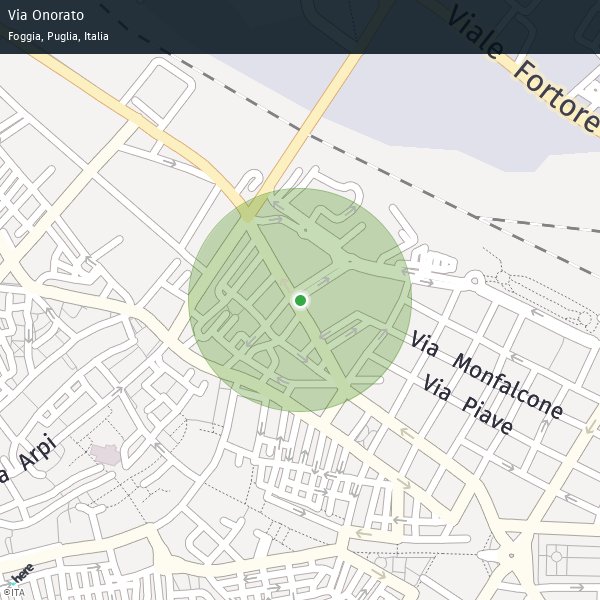 Via Onorato
Foggia, Puglia, Italia
Viale Fortore
Via Monfalcone
Via Piave
a Arpi
here
©ITA